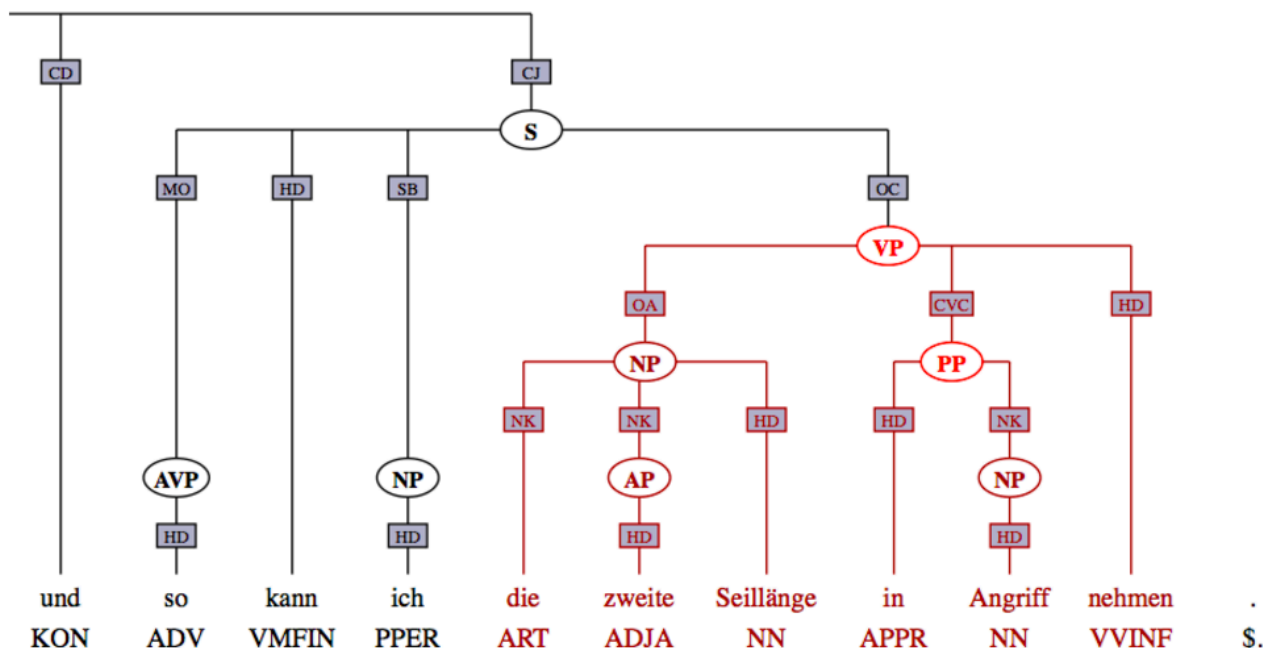 CD CJ
S
MO HD SB OC
VP
OA CVC HD
NP PP
NK NK HD HD NK
AVP NP AP NP
HD HD HD HD
und so kann ich die zweite Seillänge in Angriff nehmen .
KON ADV VMFIN PPER ART ADJA NN APPR NN VVINF $.